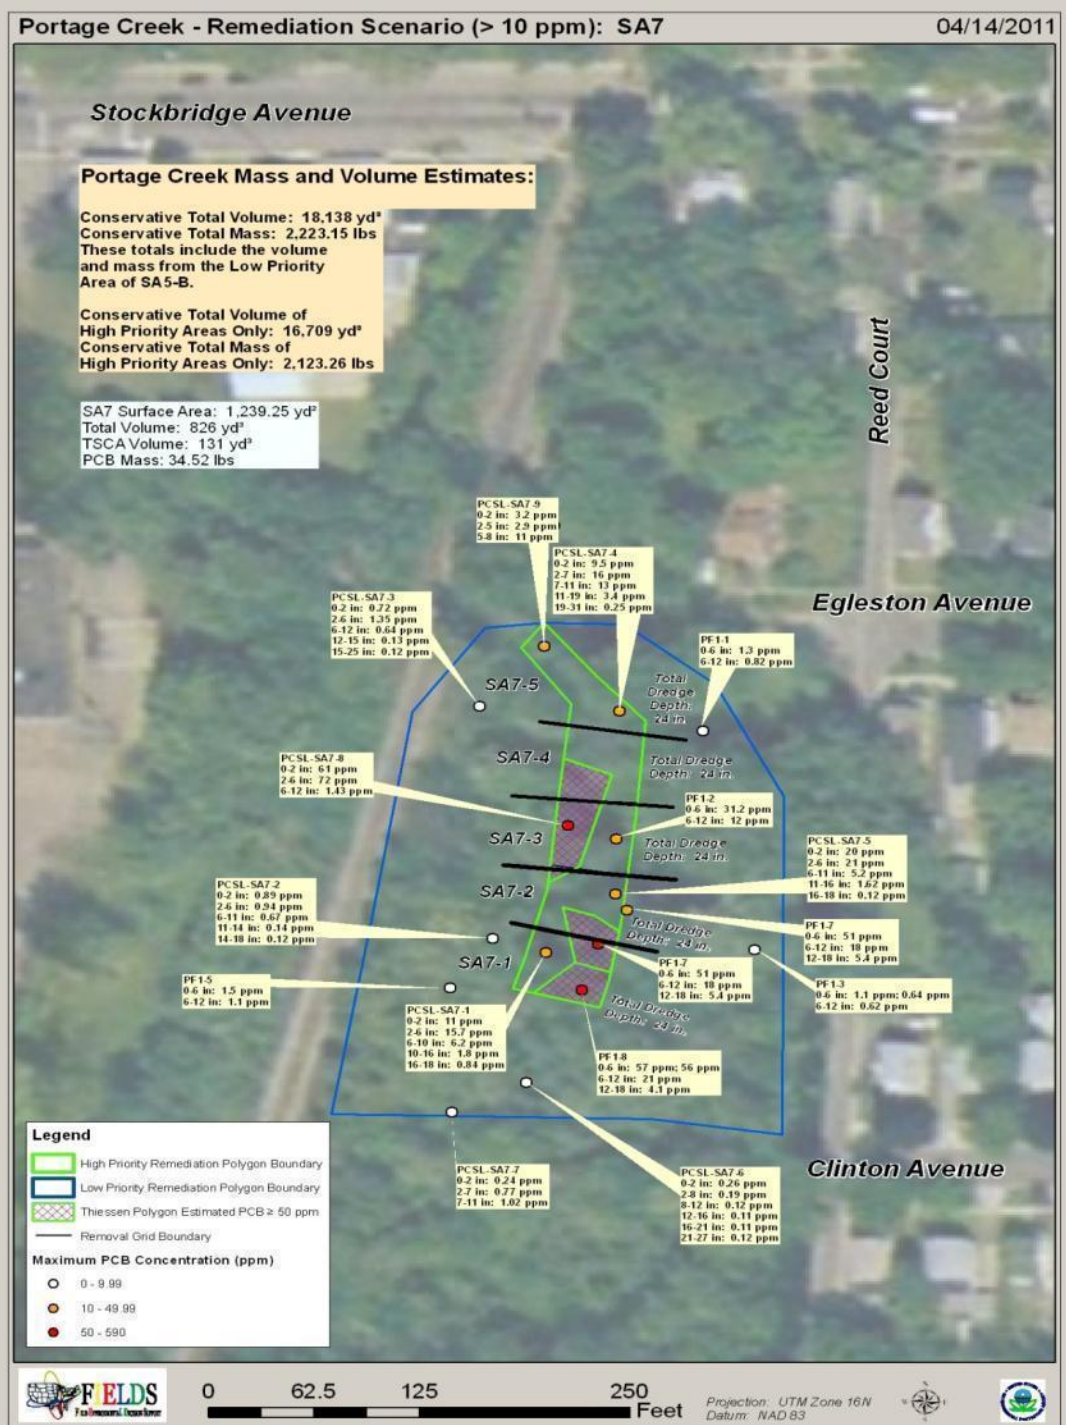 Portage Creek - Remediation Scenario (> 10 ppm): SA7
04/14/2011
Stockbridge Avenue
Portage Creek Mass and Volume Estimates:
Conservative Total Volume: 18,138 yd³
Conservative Total Mass: 2,223.15 lbs
These totals include the volume
and mass from the Low Priority
Area of SA5-B.
Conservative Total Volume of
High Priority Areas Only: 16,709 yd³
Conservative Total Mass of
High Priority Areas Only: 2,123.26 lbs
SA7 Surface Area: 1,239.25 yd²
Total Volume: 826 yd³
TSCA Volume: 131 yd³
PCB Mass: 34.52 lbs
Reed Court
PCSL-SA7-9
0-2 in: 3.2 ppm
2-5 in: 2.9 ppm
5-8 in: 11 ppm
PCSL-SA7-4
0-2 in: 9.5 ppm
2-7 in: 16 ppm
7-11 in: 13 ppm
11-19 in: 3.4 ppm
19-31 in: 0.25 ppm
PCSL-SA7-3
0-2 in: 0.72 ppm
2-6 in: 1.35 ppm
6-12 in: 0.64 ppm
12-15 in: 0.13 ppm
15-25 in: 0.12 ppm
Egleston Avenue
PF1-1
0-6 in: 1.3 ppm
6-12 in: 0.82 ppm
SA7-5
Total
Dredge
Depth:
24 in.
SA7-4
Total Dredge
Depth: 24 in.
PCSL-SA7-8
0-2 in: 61 ppm
2-6 in: 72 ppm
6-12 in: 1.43 ppm
PF1-2
0-6 in: 31.2 ppm
6-12 in: 12 ppm
SA7-3
Total Dredge
Depth: 24 in.
PCSL-SA7-5
0-2 in: 20 ppm
2-6 in: 21 ppm
6-11 in: 5.2 ppm
11-16 in: 1.62 ppm
16-18 in: 0.12 ppm
SA7-2
PCSL-SA7-2
0-2 in: 0.89 ppm
2-6 in: 0.94 ppm
6-11 in: 0.67 ppm
11-14 in: 0.14 ppm
14-18 in: 0.12 ppm
Total Dredge
Depth: 24 in.
PF1-7
0-6 in: 51 ppm
6-12 in: 18 ppm
12-18 in: 5.4 ppm
SA7-1
PF1-7
0-6 in: 51 ppm
6-12 in: 18 ppm
12-18 in: 5.4 ppm
PF1-5
0-6 in: 1.5 ppm
6-12 in: 1.1 ppm
PF1-3
0-6 in: 1.1 ppm; 0.64 ppm
6-12 in: 0.62 ppm
Total Dredge
Depth: 24 in.
PCSL-SA7-1
0-2 in: 11 ppm
2-6 in: 15.7 ppm
6-10 in: 6.2 ppm
10-16 in: 1.8 ppm
16-18 in: 0.84 ppm
PF1-8
0-6 in: 57 ppm; 56 ppm
6-12 in: 21 ppm
12-18 in: 4.1 ppm
PCSL-SA7-7
0-2 in: 0.24 ppm
2-7 in: 0.77 ppm
7-11 in: 1.02 ppm
PCSL-SA7-6
0-2 in: 0.26 ppm
2-8 in: 0.19 ppm
8-12 in: 0.12 ppm
12-16 in: 0.11 ppm
16-21 in: 0.11 ppm
21-27 in: 0.12 ppm
Clinton Avenue
Legend
High Priority Remediation Polygon Boundary
Low Priority Remediation Polygon Boundary
Thiessen Polygon Estimated PCB ≥ 50 ppm
Removal Grid Boundary
Maximum PCB Concentration (ppm)
0 - 9.99
10 - 49.99
50 - 590
FIELDS
0 62.5 125 250
Feet
Projection: UTM Zone 16N
Datum: NAD 83